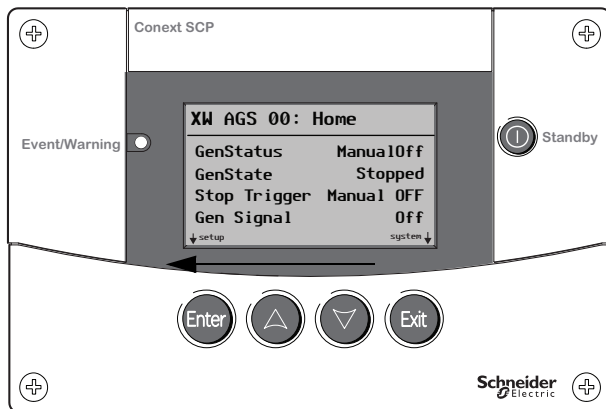 Conext SCP
Event/Warning
Standby
XW AGS 00: Home
GenStatus ManualOff
GenState Stopped
Stop Trigger Manual OFF
Gen Signal Off
setup system
Enter Exit
Schneider
Electric